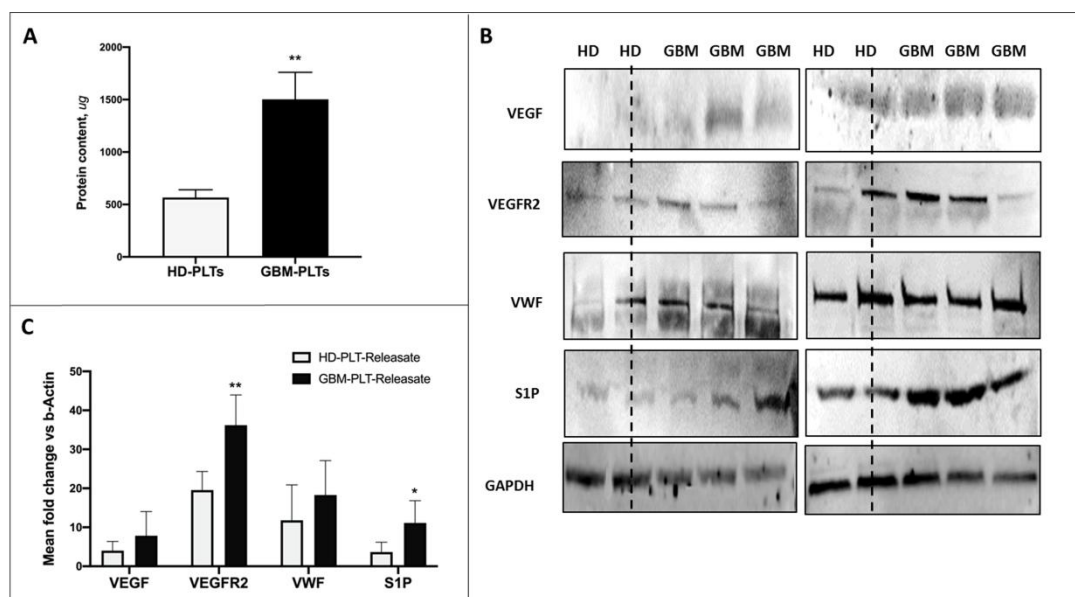 A
Protein content, ug
2000
1500
1000
500
0
**
HD-PLTs GBM-PLTs
B
HD HD GBM GBM GBM HD HD GBM GBM GBM
VEGF
VEGFR2
VWF
S1P
GAPDH
C
HD-PLT-Releasate
GBM-PLT-Releasate
Mean fold change vs b-Actin
50
40
30
20
10
0
**
*
VEGF VEGFR2 VWF S1P